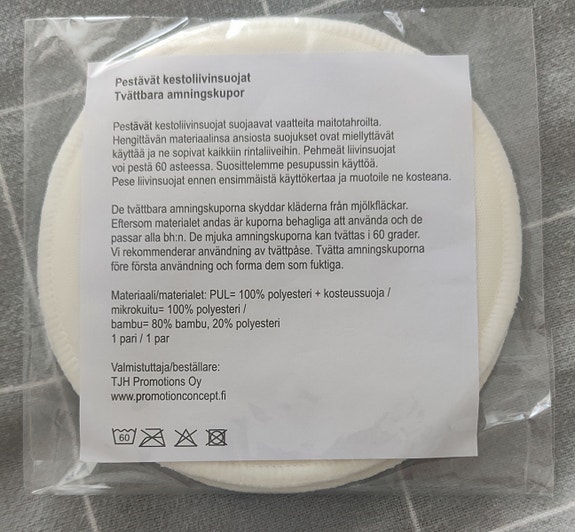 Pestävät kestoliivinsuojat
Tvättbara amningskupor
Pestävät kestoliivinsuojat suojaavat vaatteita maitotahroilta.
Hengittävän materiaalinsa ansiosta suojukset ovat miellyttävät
käyttää ja ne sopivat kaikkiin rintaliiveihin. Pehmeät liivinsuojat
voi pestä 60 asteessa. Suosittelemme pesupussin käyttöä.
Pese liivinsuojat ennen ensimmäistä käyttökertaa ja muotoile ne kosteana.
De tvättbara amningskuporna skyddar kläderna från mjölkfläckar.
Eftersom materialet andas är kuporna behagliga att använda och de
passar alla bh:n. De mjuka amningskuporna kan tvättas i 60 grader.
Vi rekommenderar användning av tvättpåse. Tvätta amningskuporna
före första användning och forma dem som fuktiga.
Materiaali/materialet: PUL= 100% polyesteri + kosteussuoja /
mikrokuitu= 100% polyesteri /
bambu= 80% bambu, 20% polyesteri
1 pari / 1 par
Valmistuttaja/beställare:
TJH Promotions Oy
www.promotionconcept.fi
60